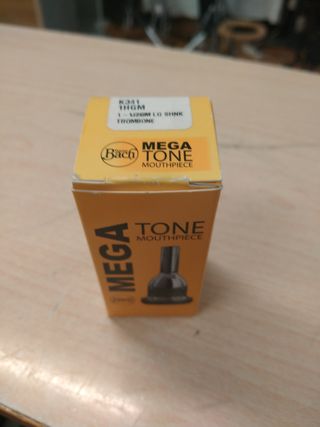 K341
1HGM
1 - 1/2GM LG SHNK
TROMBONE
Bach
MEGA
TONE
MOUTHPIECE
MEGA
TONE
MOUTHPIECE